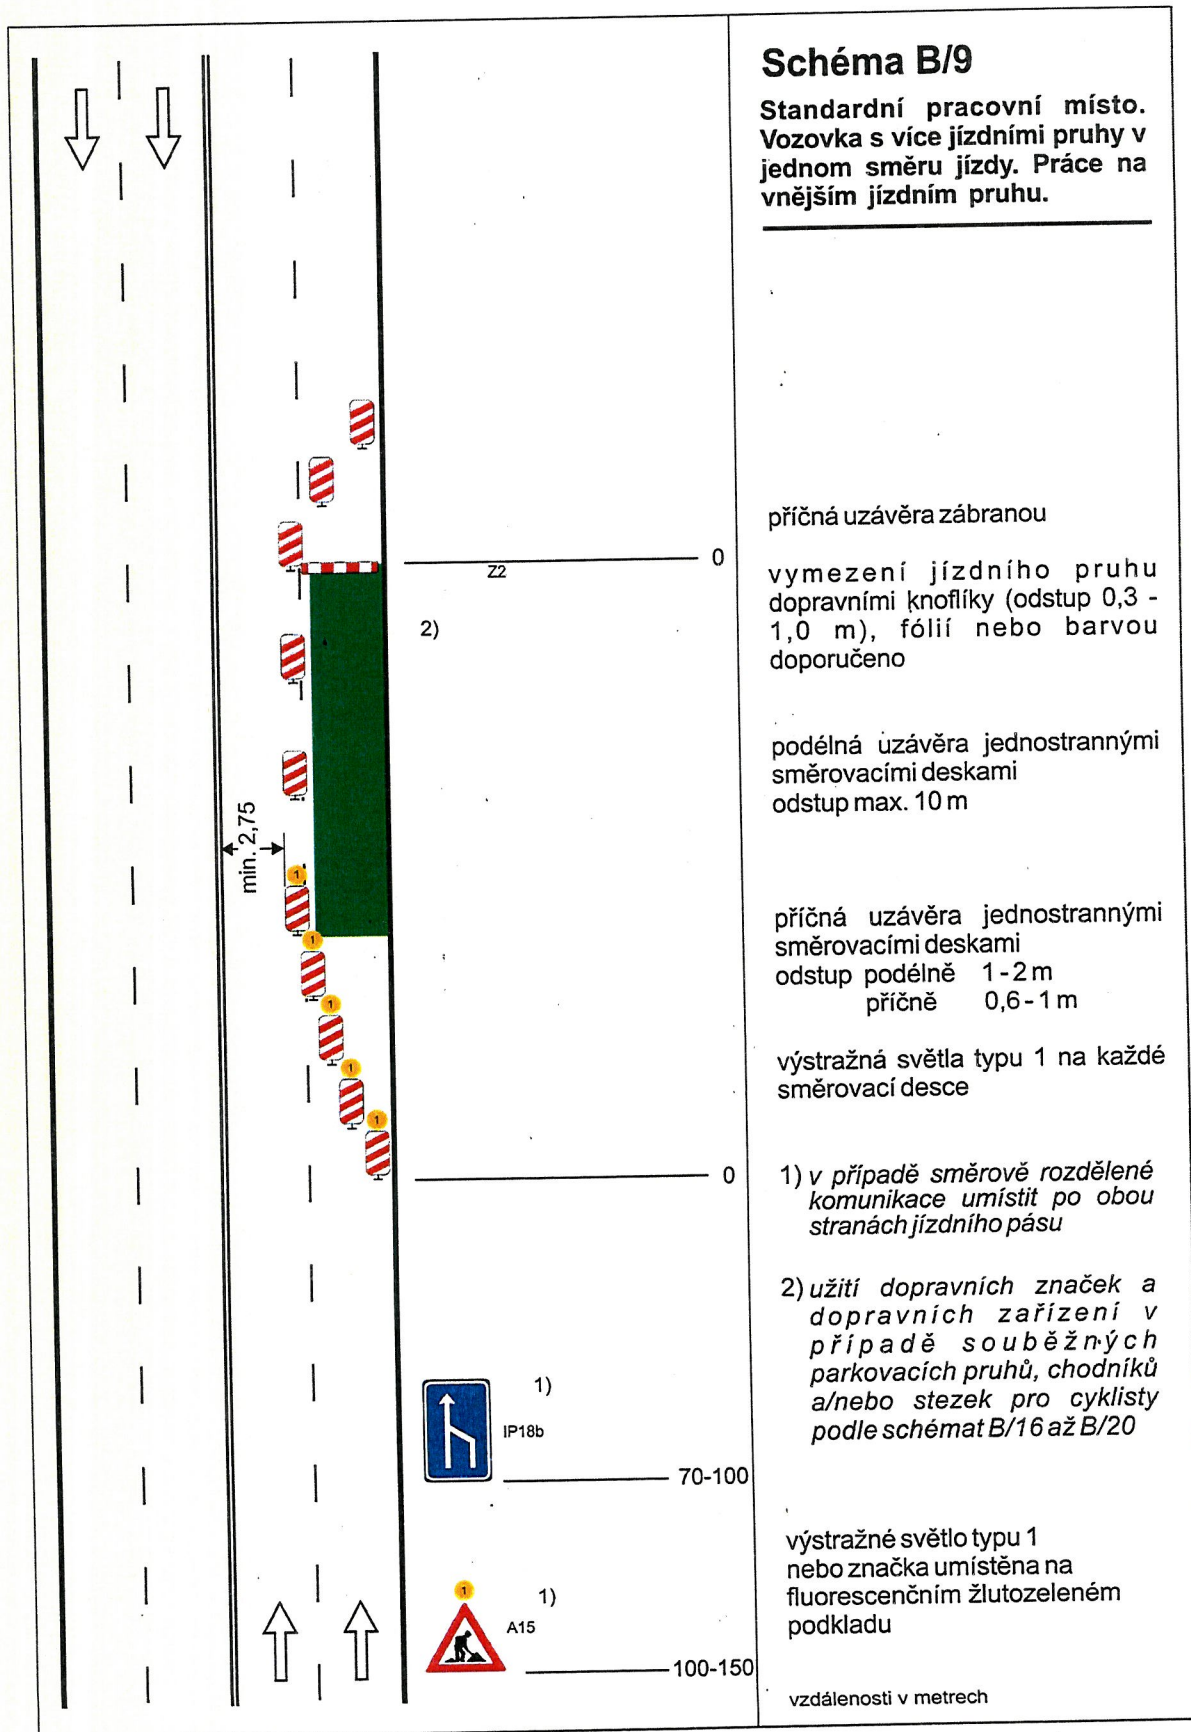 Schéma B/9
Standardní pracovní místo.
Vozovka s více jízdními pruhy v
jednom směru jízdy. Práce na
vnějším jízdním pruhu.
příčná uzávěra zábranou
0
Z2
vymezení jízdního pruhu
dopravními knoflíky (odstup 0,3 -
1,0 m), fólií nebo barvou
doporučeno
2)
podélná uzávěra jednostrannými
směrovacími deskami
odstup max. 10 m
min. 2,75
1
příčná uzávěra jednostrannými
směrovacími deskami
odstup podélně 1-2 m
příčně 0,6-1 m
1
1
výstražná světla typu 1 na každé
směrovací desce
1
1
0
1) v případě směrově rozdělené
komunikace umístit po obou
stranách jízdního pásu
2) užití dopravních značek a
dopravních zařízení v
případě souběžných
parkovacích pruhů, chodníků
a/nebo stezek pro cyklisty
podle schémat B/16 až B/20
1)
IP18b
70-100
výstražné světlo typu 1
nebo značka umístěna na
fluorescenčním žlutozeleném
podkladu
1
1)
A15
100-150
vzdálenosti v metrech